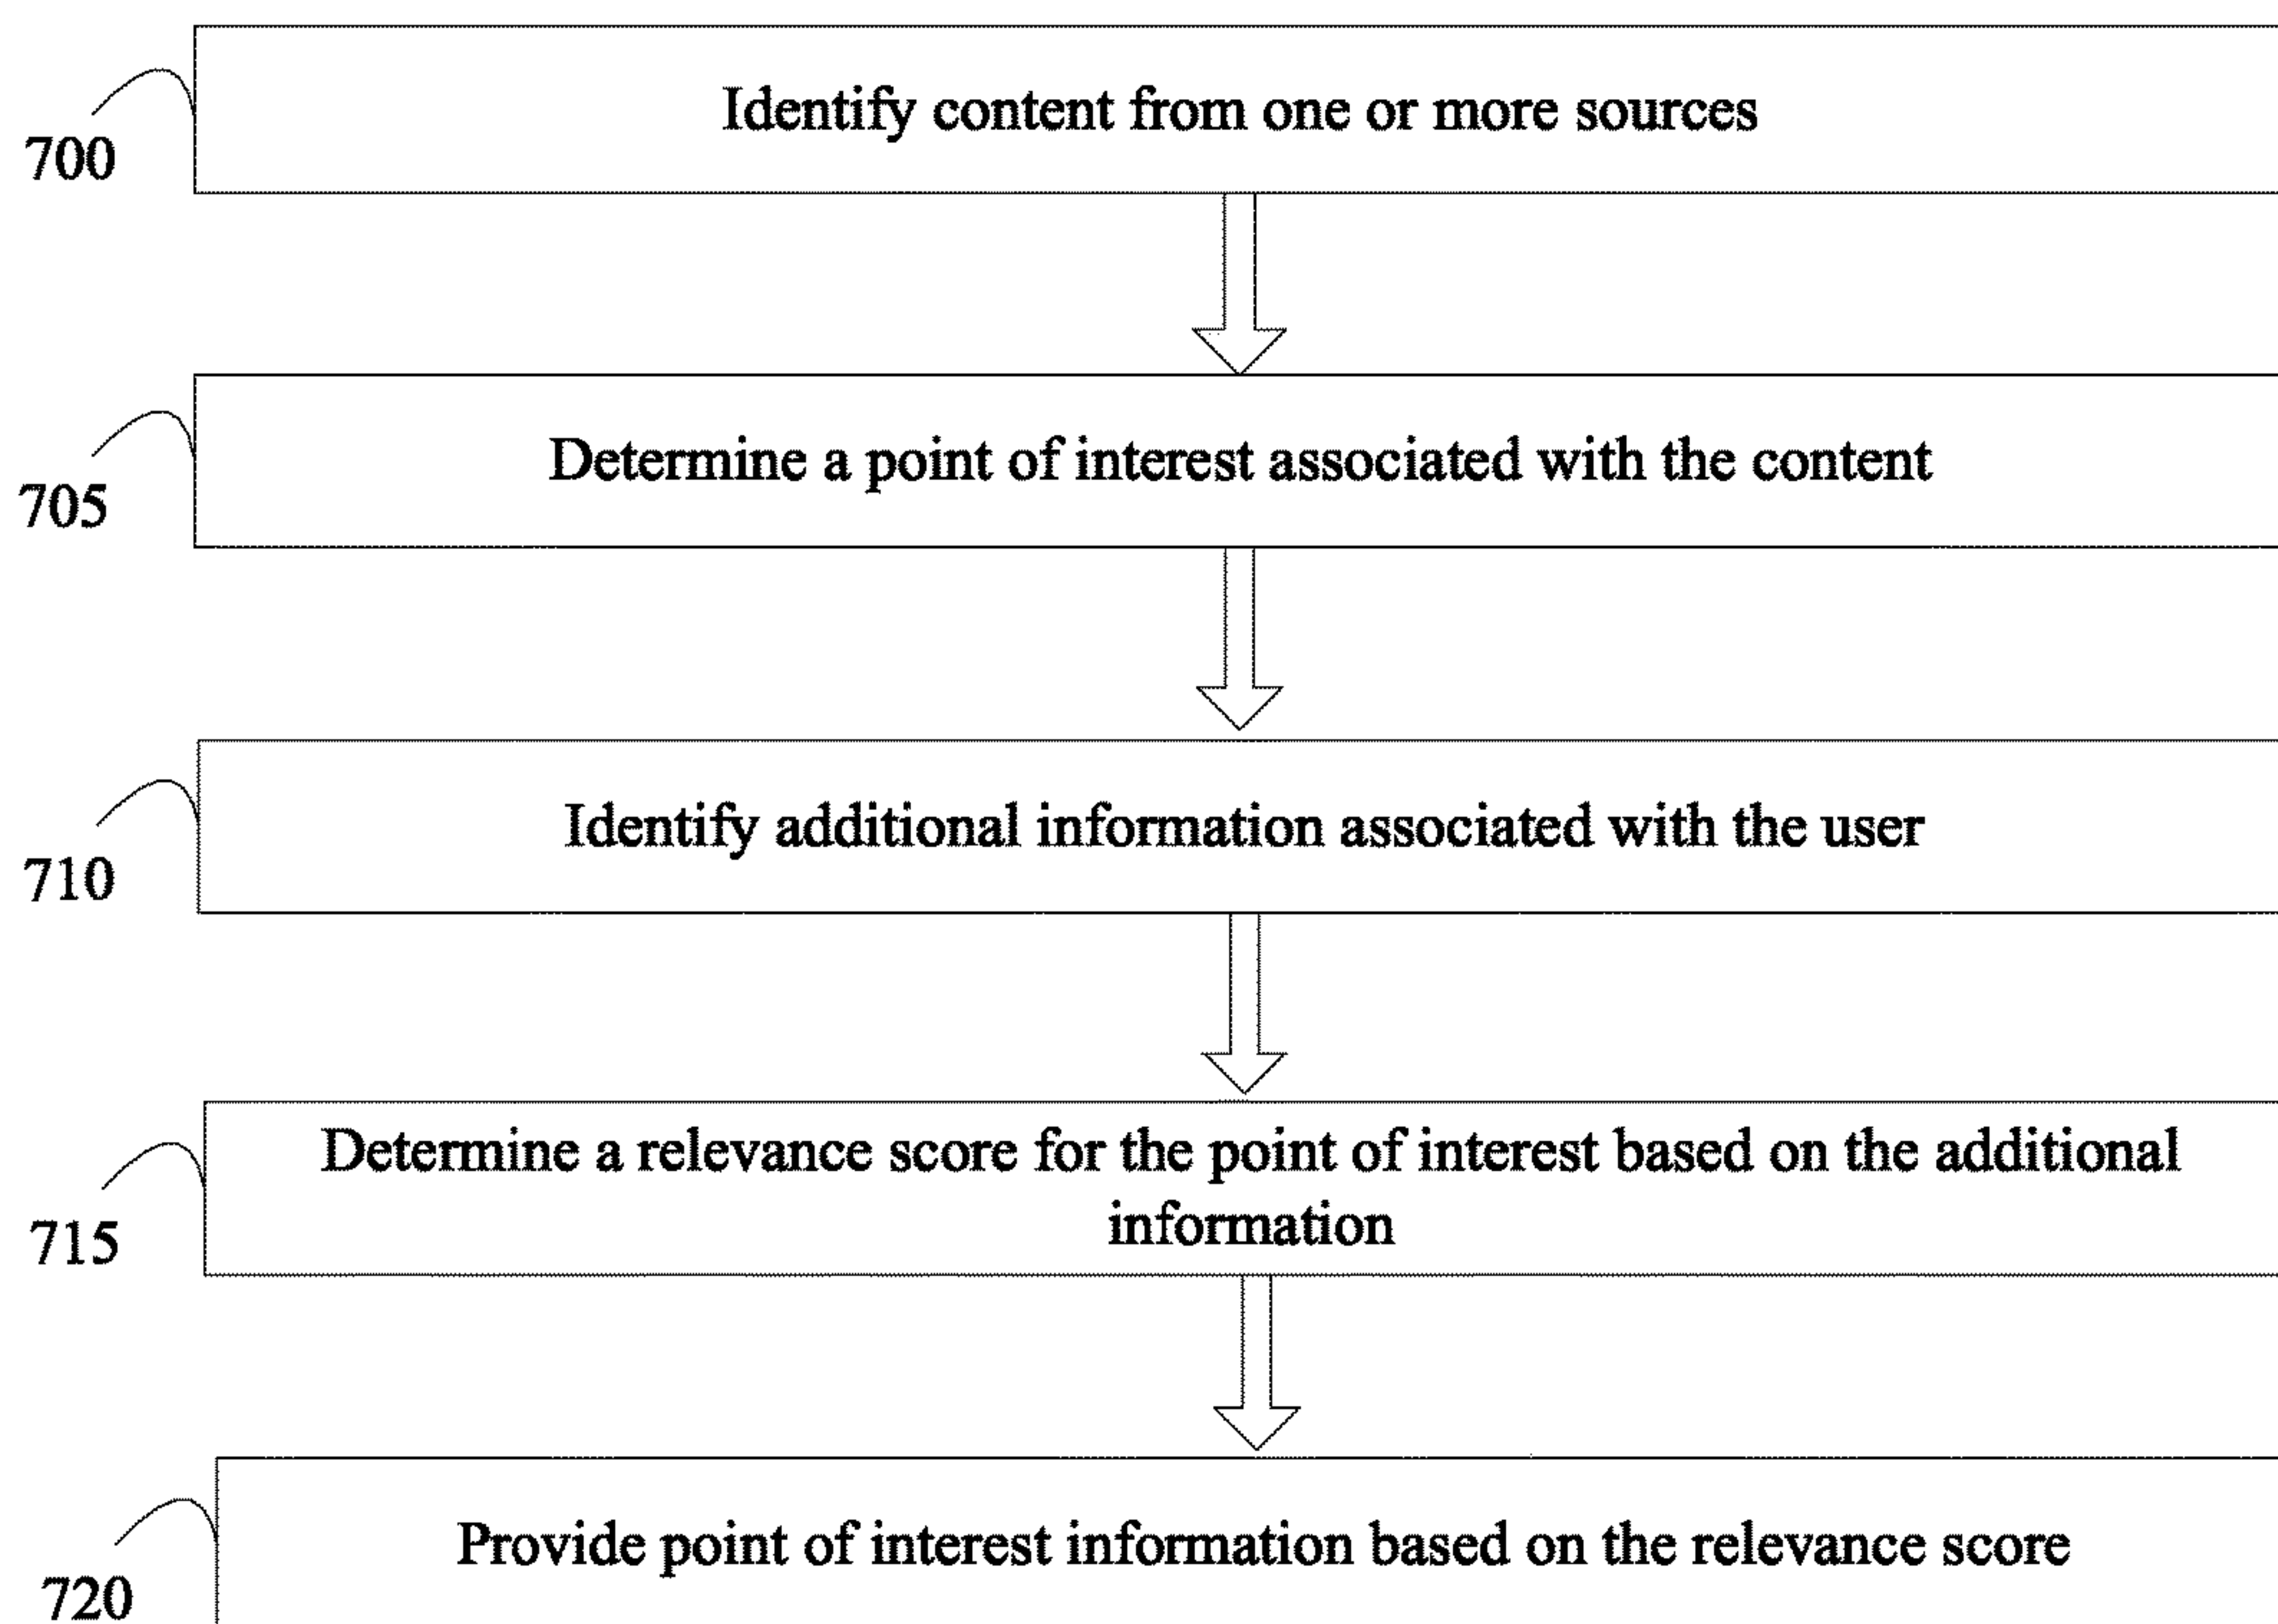 Identify content from one or more sources
700
Determine a point of interest associated with the content
705
Identify additional information associated with the user
710
Determine a relevance score for the point of interest based on the additional
information
715
Provide point of interest information based on the relevance score
720